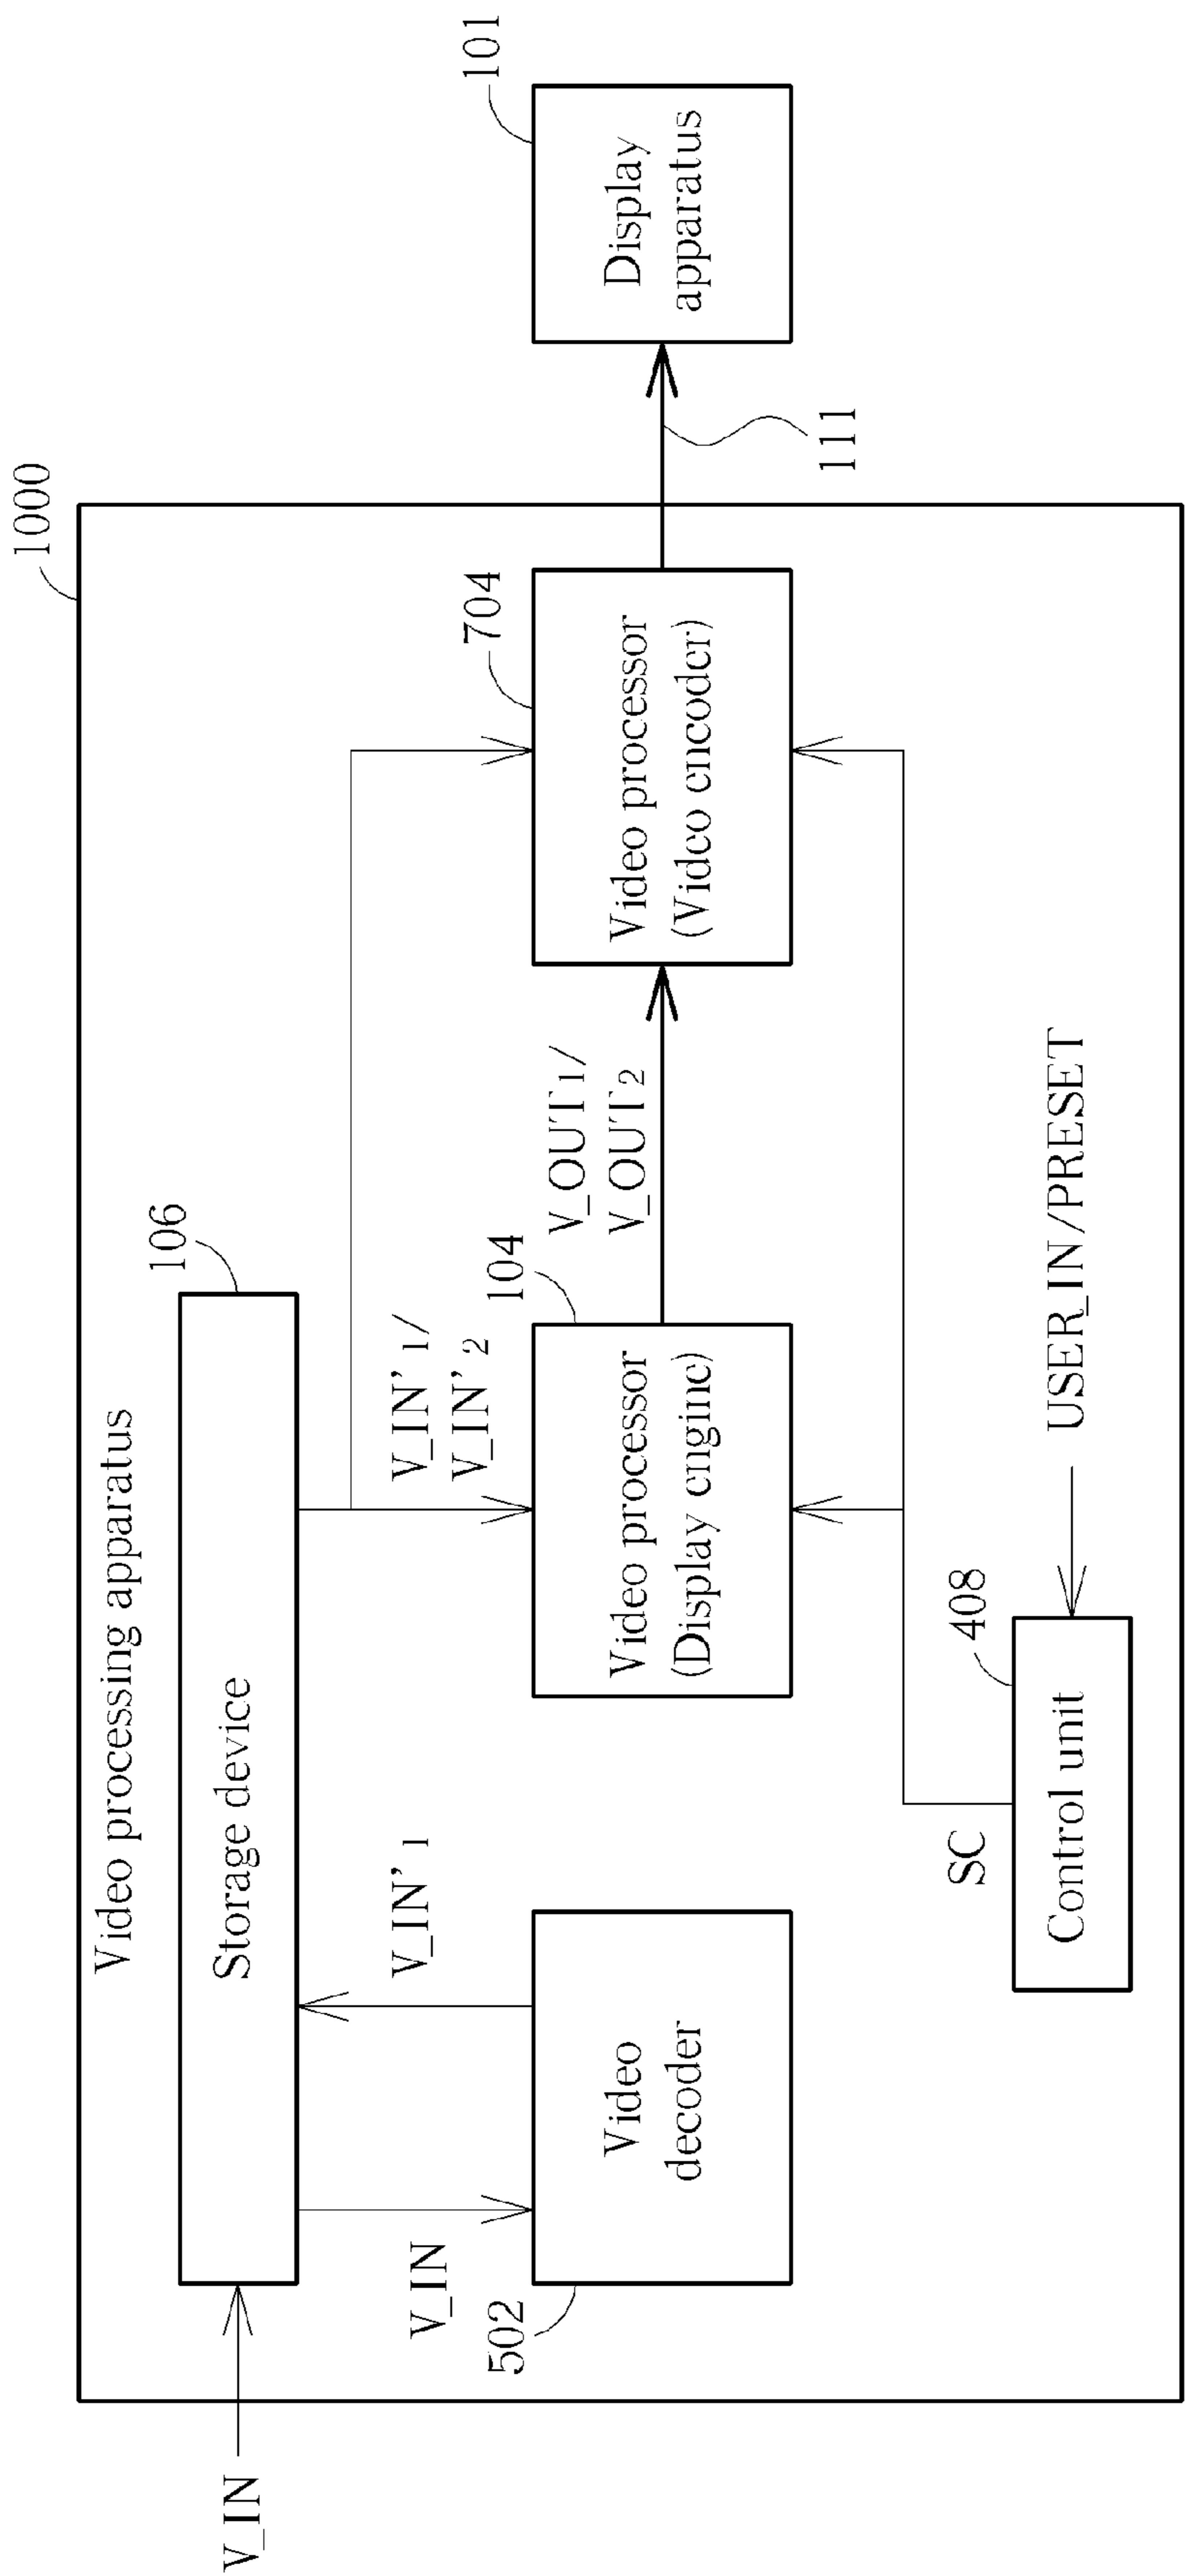 1000
Video processing apparatus
106
Storage device
V_IN
V_IN
V_IN'1
V_IN'1/
V_IN'2
502
Video
decoder
104
Video processor
(Display engine)
V_OUT1/
V_OUT2
704
Video processor
(Video encoder)
101
Display
apparatus
111
SC
408
Control unit
USER_IN/PRESET